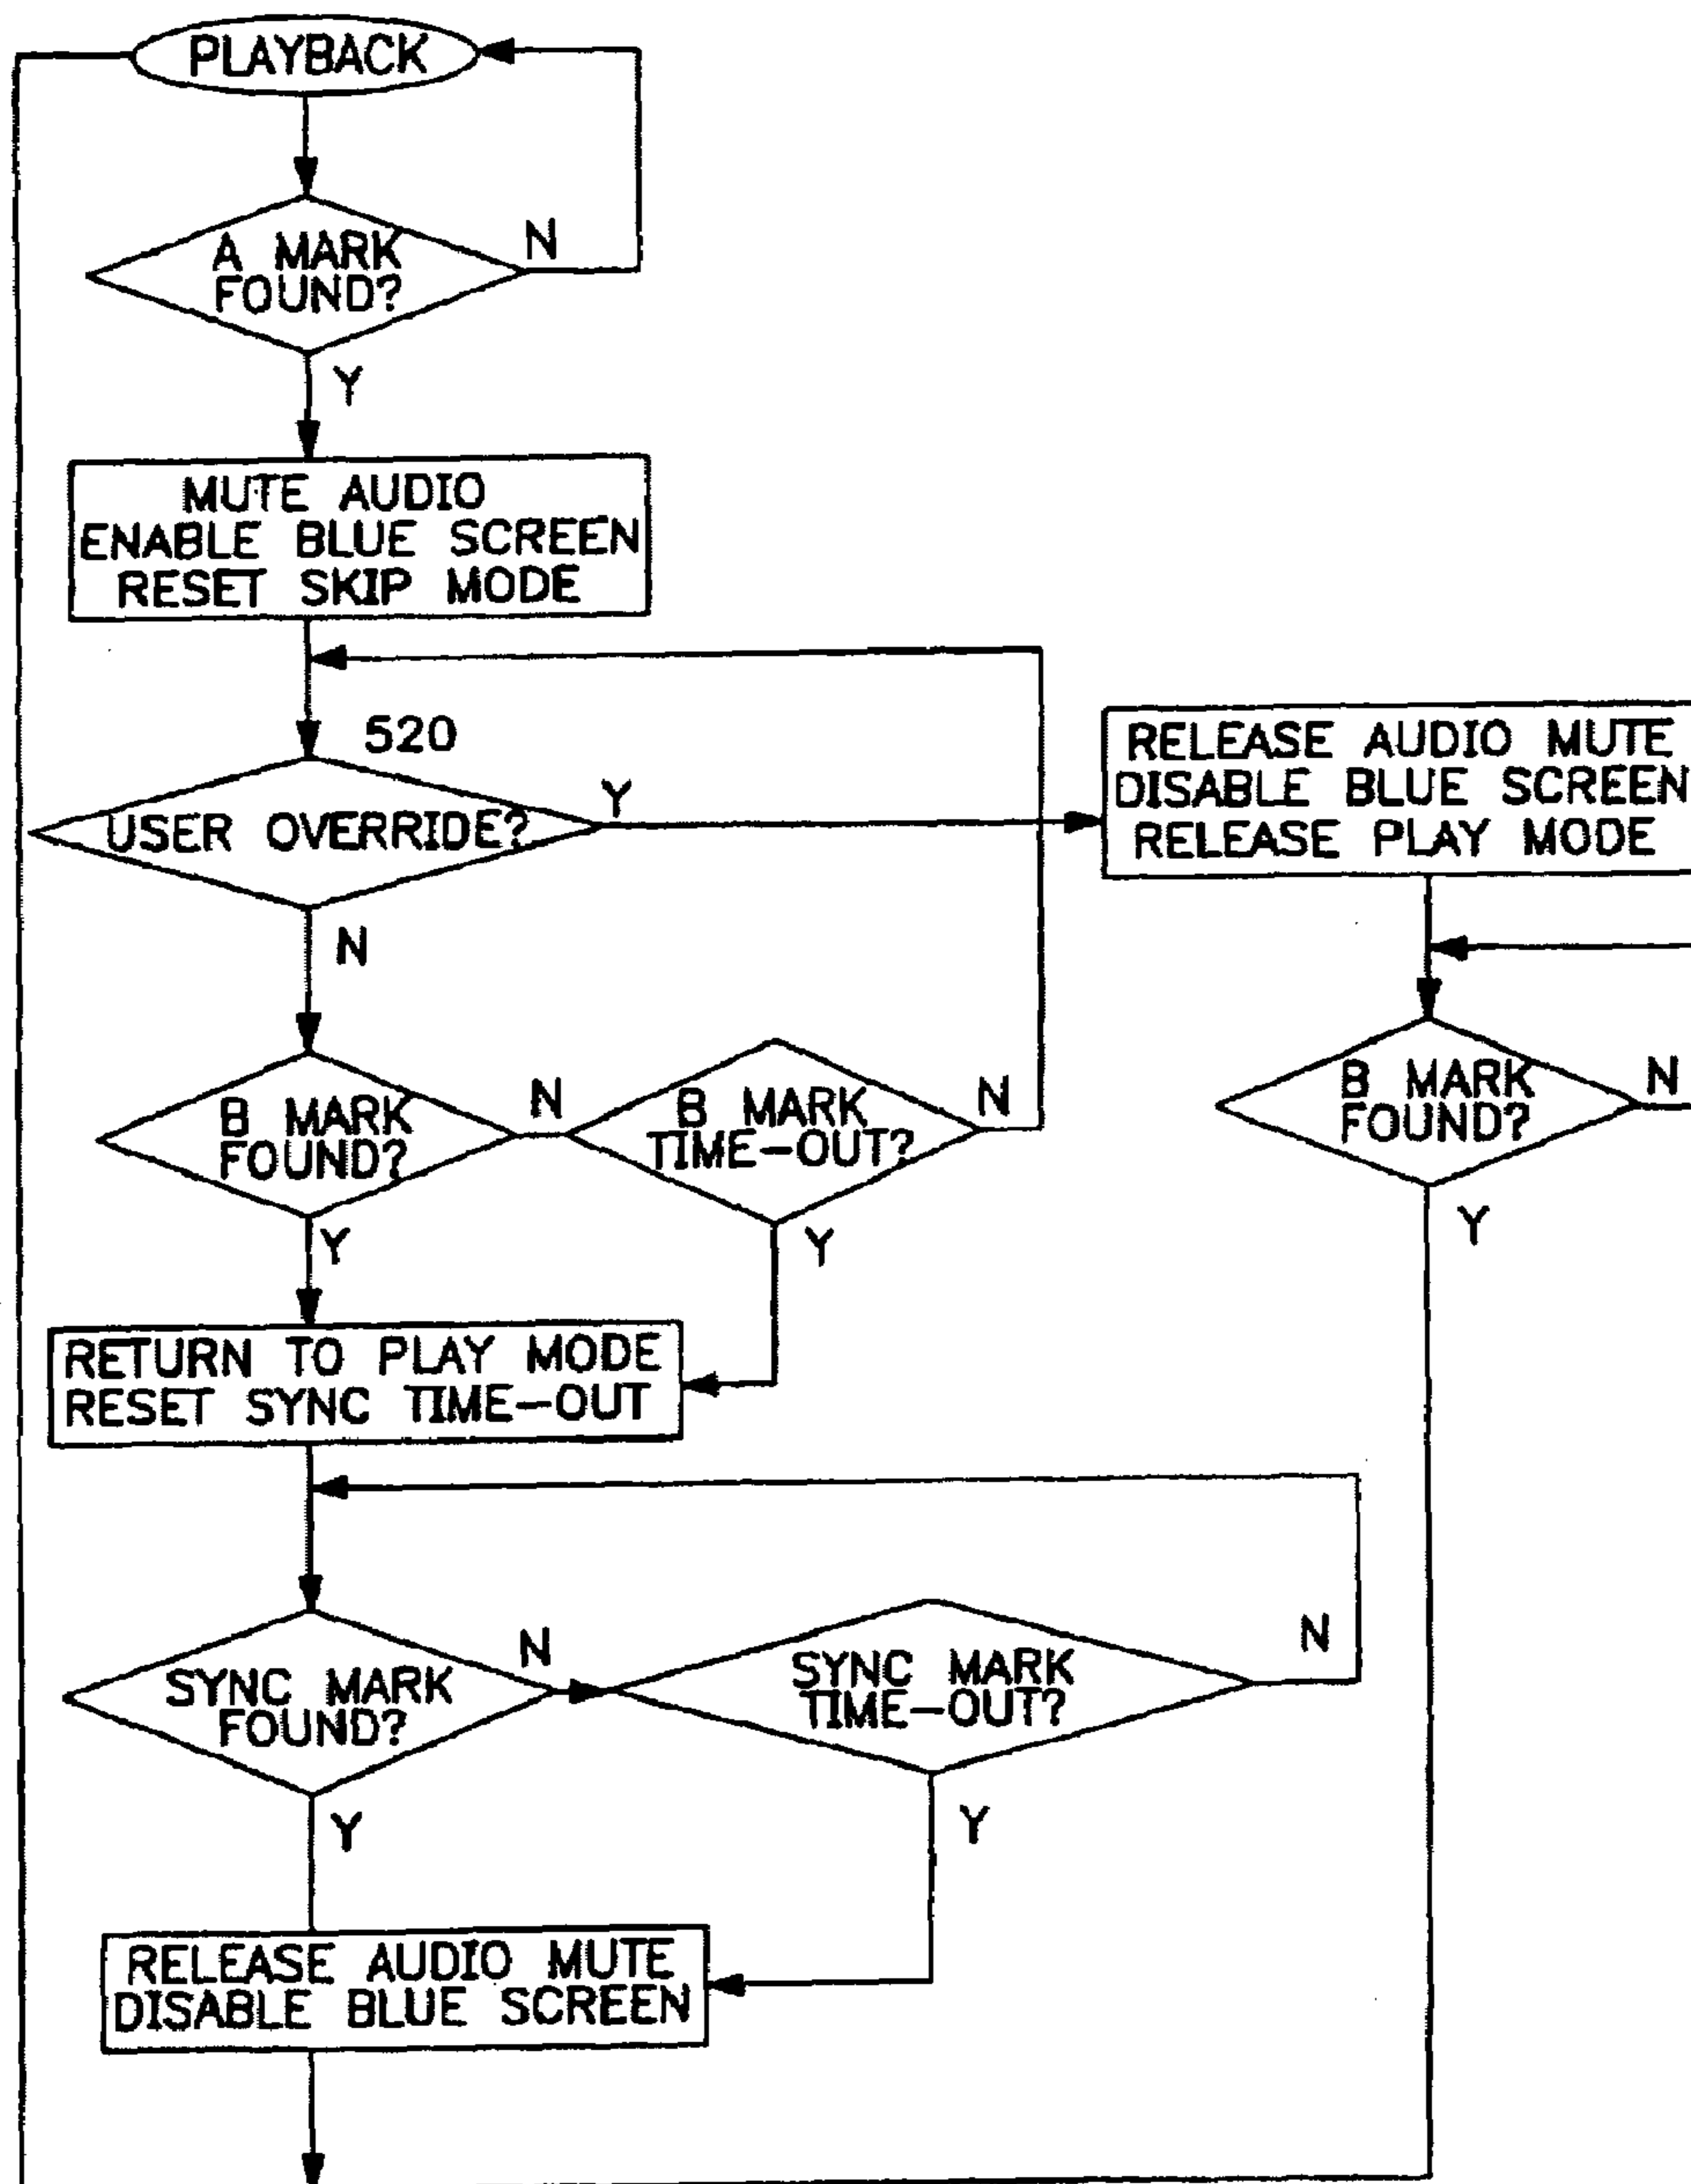 PLAYBACK
A MARK
FOUND?
N
Y
MUTE AUDIO
ENABLE BLUE SCREEN
RESET SKIP MODE
520
USER OVERRIDE?
Y
N
RELEASE AUDIO MUTE
DISABLE BLUE SCREEN
RELEASE PLAY MODE
B MARK
FOUND?
N
Y
B MARK
TIME-OUT?
N
Y
B MARK
FOUND?
N
Y
RETURN TO PLAY MODE
RESET SYNC TIME-OUT
SYNC MARK
FOUND?
N
Y
SYNC MARK
TIME-OUT?
N
Y
RELEASE AUDIO MUTE
DISABLE BLUE SCREEN